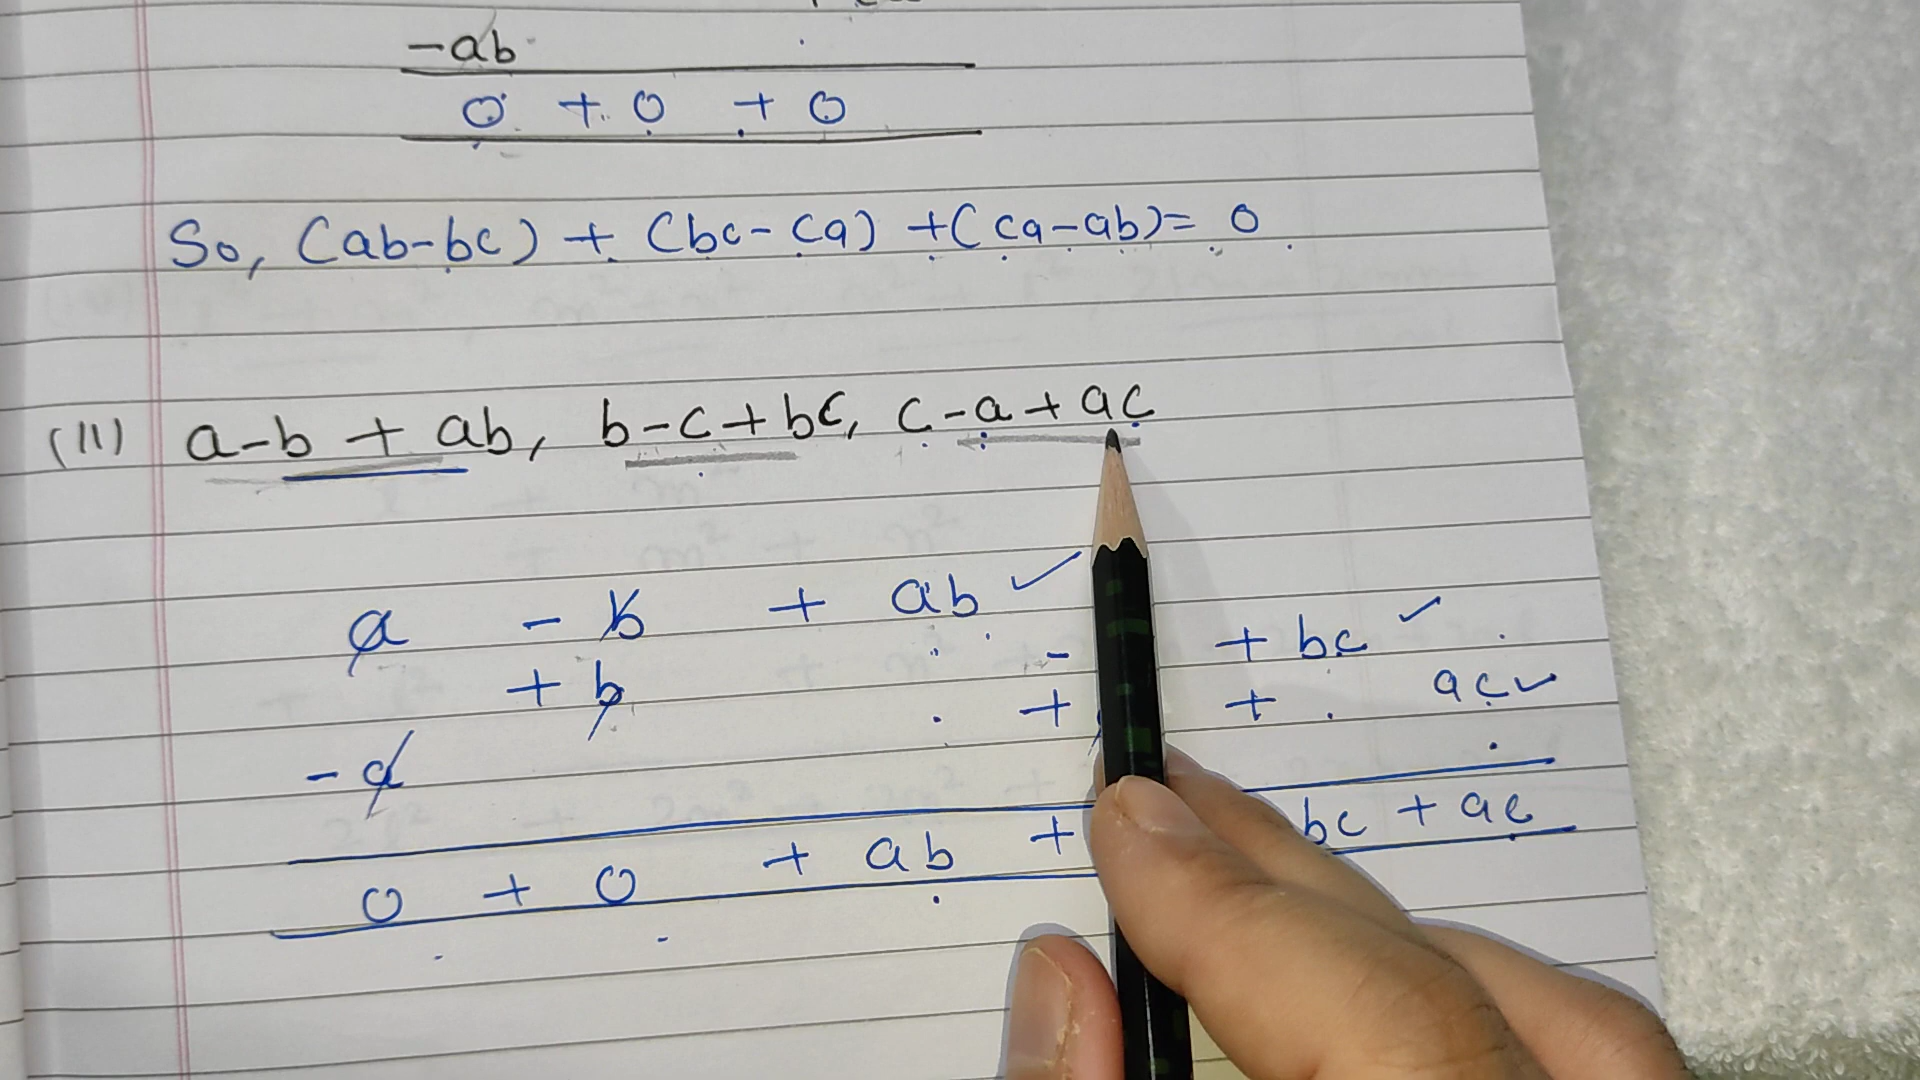 -ab
0 + 0 + 0
So, (ab-bc) + (bc-ca) +(ca-ab)= 0
(11) a-b + ab, b-c+bc, c-a+ac
a - b + ab ✓
+ b - + bc ✓
+ + ac✓
- a
0 + 0 + ab + bc + ac